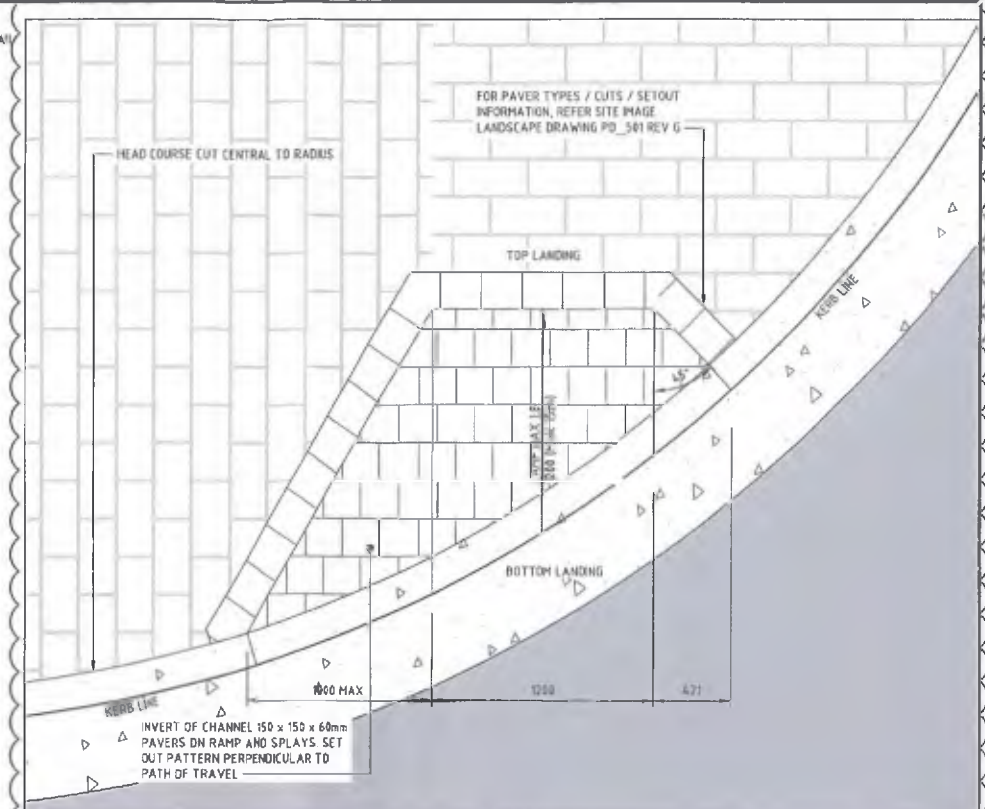 FOR PAVER TYPES / CUTS / SETOUT
INFORMATION, REFER SITE IMAGE
LANDSCAPE DRAWING PD_501 REV G
HEAD COURSE CUT CENTRAL TO RADIUS
TOP LANDING
KERB LINE
45°
BOTTOM LANDING
1000 MAX
1200
421
KERB LINE
INVERT OF CHANNEL 150 x 150 x 60mm
PAVERS ON RAMP AND SPLAYS. SET
OUT PATTERN PERPENDICULAR TO
PATH OF TRAVEL